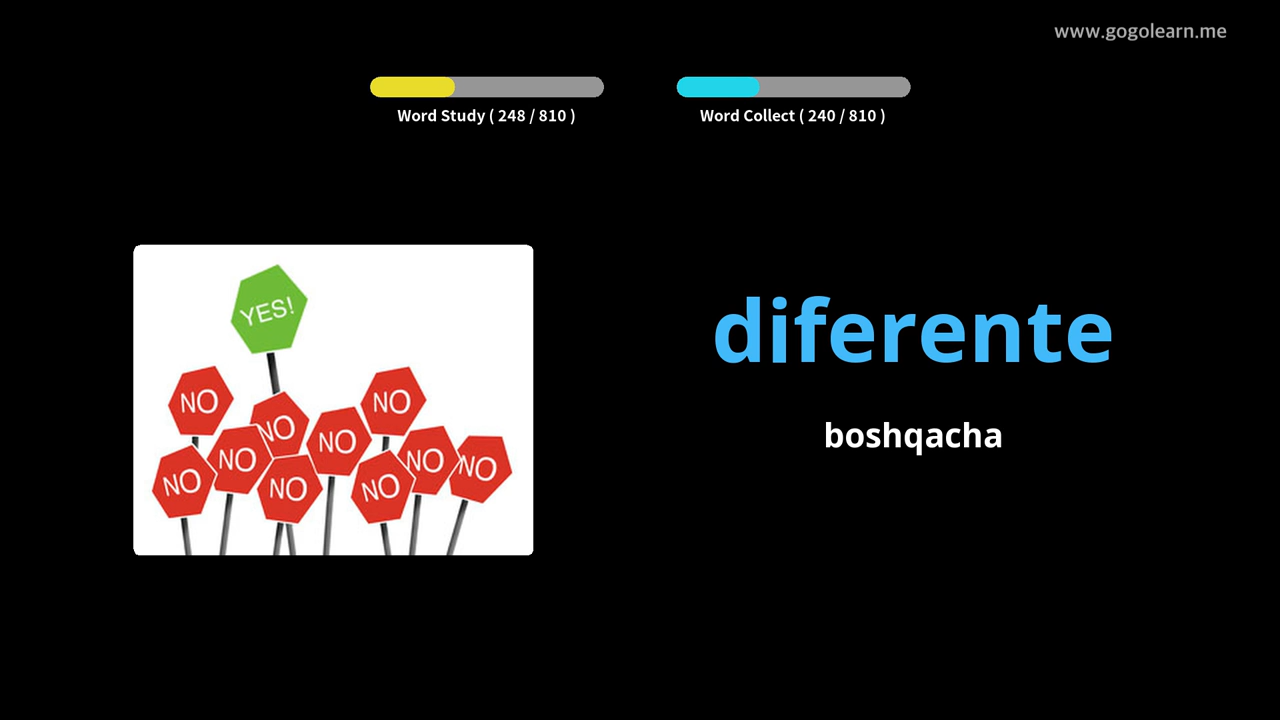 www.gogolearn.me
Word Study ( 248 / 810 )
Word Collect ( 240 / 810 )
YES!
NO
NO
NO
NO
NO
NO
NO
NO
NO
NO
diferente
boshqacha